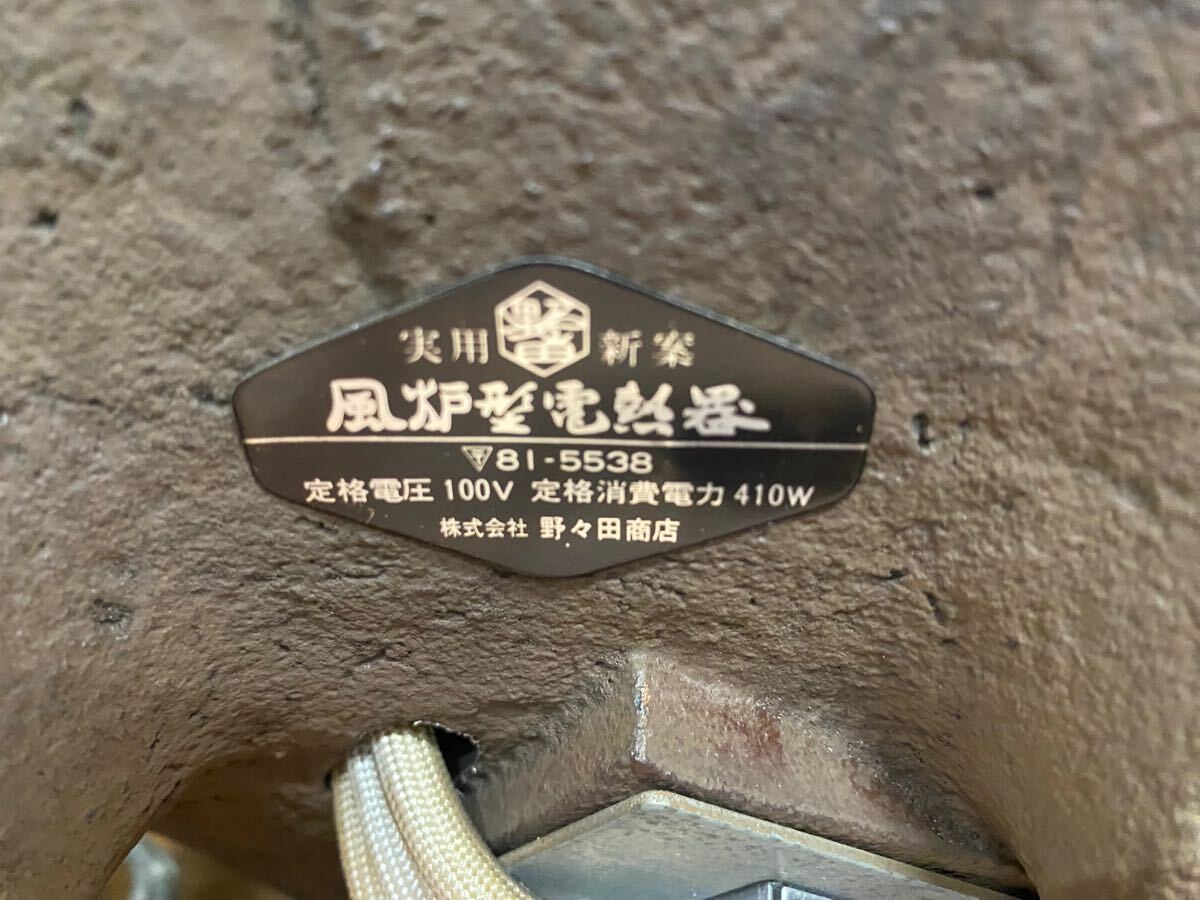 実用 新案
風炉型電熱器
▽81-5538
定格電圧 100V 定格消費電力 410W
株式会社 野々田商店